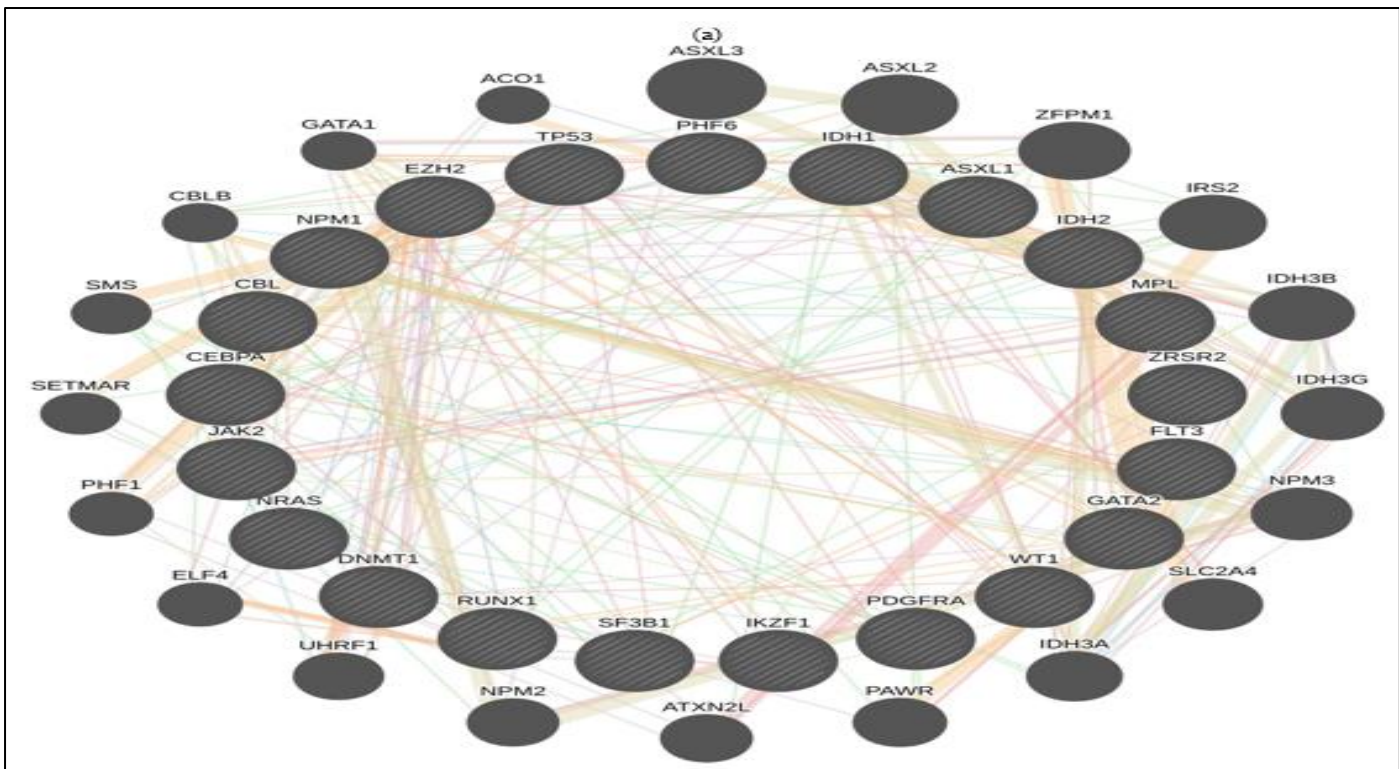 (a)
ASXL3
ASXL2
ACO1
ZFPM1
GATA1
TP53
PHF6
IDH1
EZH2
ASXL1
CBLB
IRS2
NPM1
IDH2
SMS
CBL
MPL
IDH3B
CEBPA
ZRSR2
SETMAR
IDH3G
JAK2
FLT3
PHF1
NRAS
GATA2
NPM3
DNMT1
WT1
ELF4
SLC2A4
RUNX1
SF3B1
IKZF1
PDGFRA
UHRF1
IDH3A
NPM2
ATXN2L
PAWR